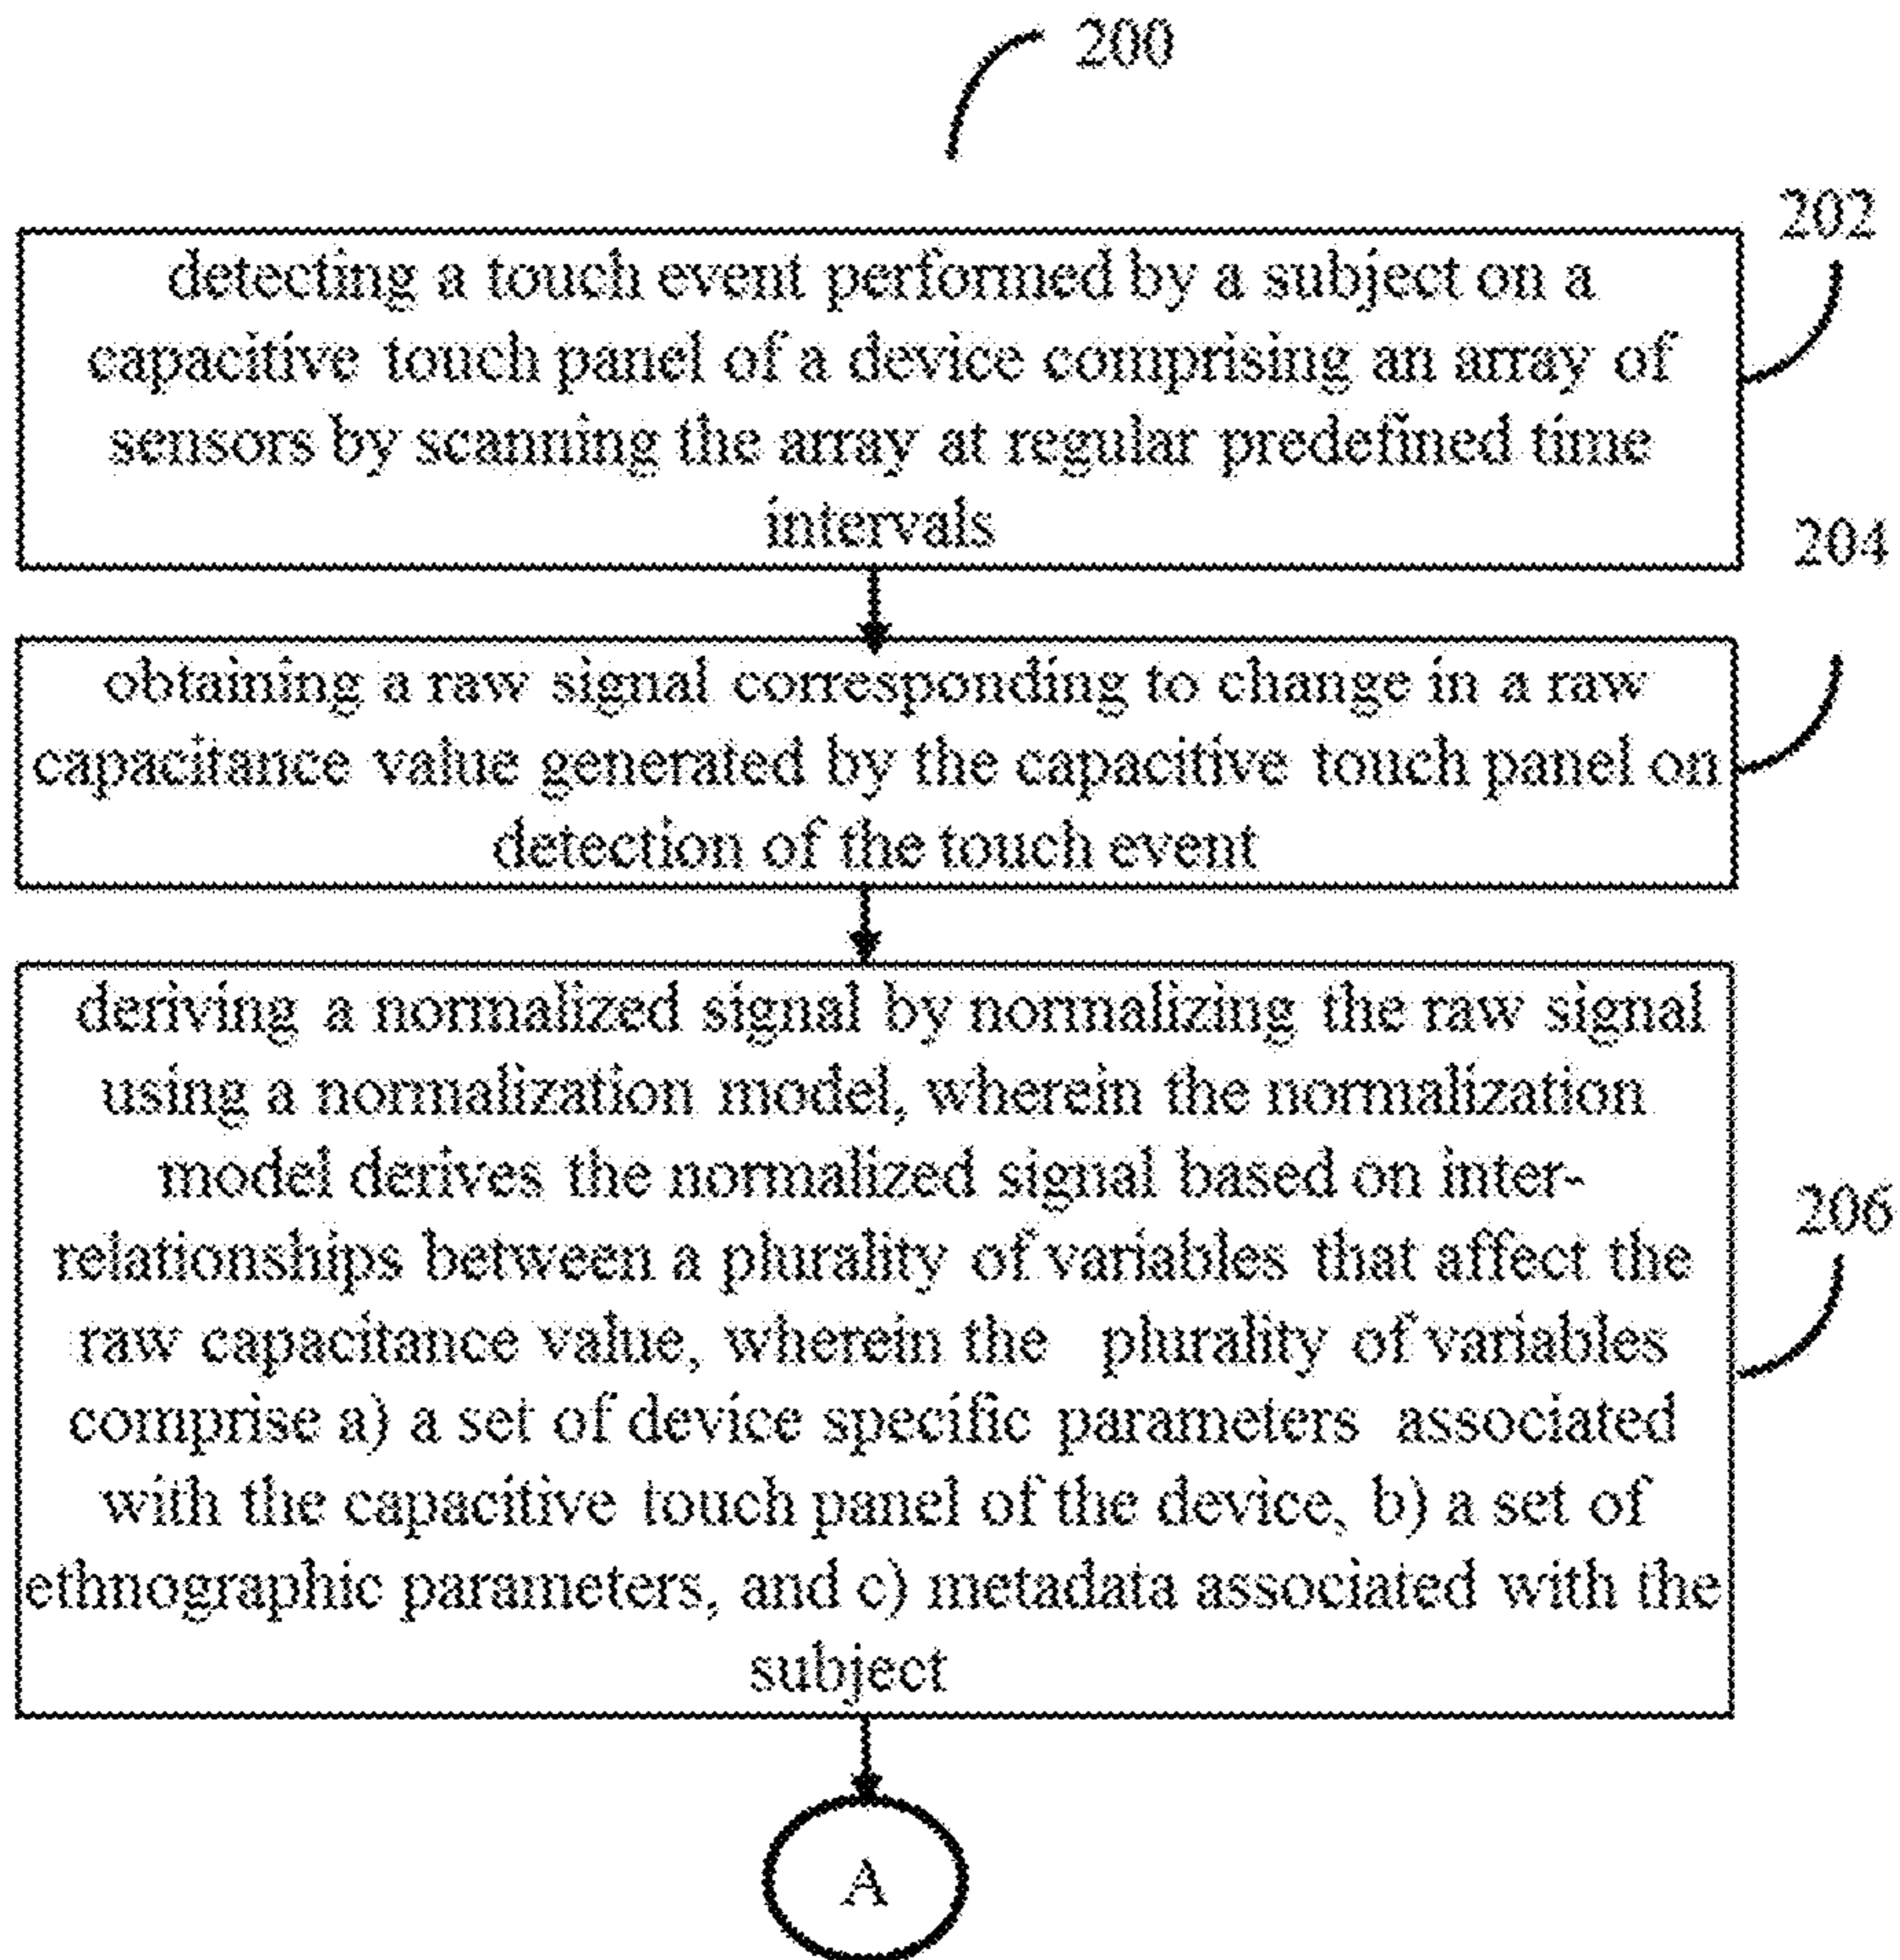 200
202
detecting a touch event performed by a subject on a
capacitive touch panel of a device comprising an array of
sensors by scanning the array at regular predefined time
intervals
204
obtaining a raw signal corresponding to change in a raw
capacitance value generated by the capacitive touch panel on
detection of the touch event
deriving a normalized signal by normalizing the raw signal
using a normalization model, wherein the normalization
model derives the normalized signal based on inter-
206
relationships between a plurality of variables that affect the
raw capacitance value, wherein the plurality of variables
comprise a) a set of device specific parameters associated
with the capacitive touch panel of the device, b) a set of
ethnographic parameters, and c) metadata associated with the
subject
A